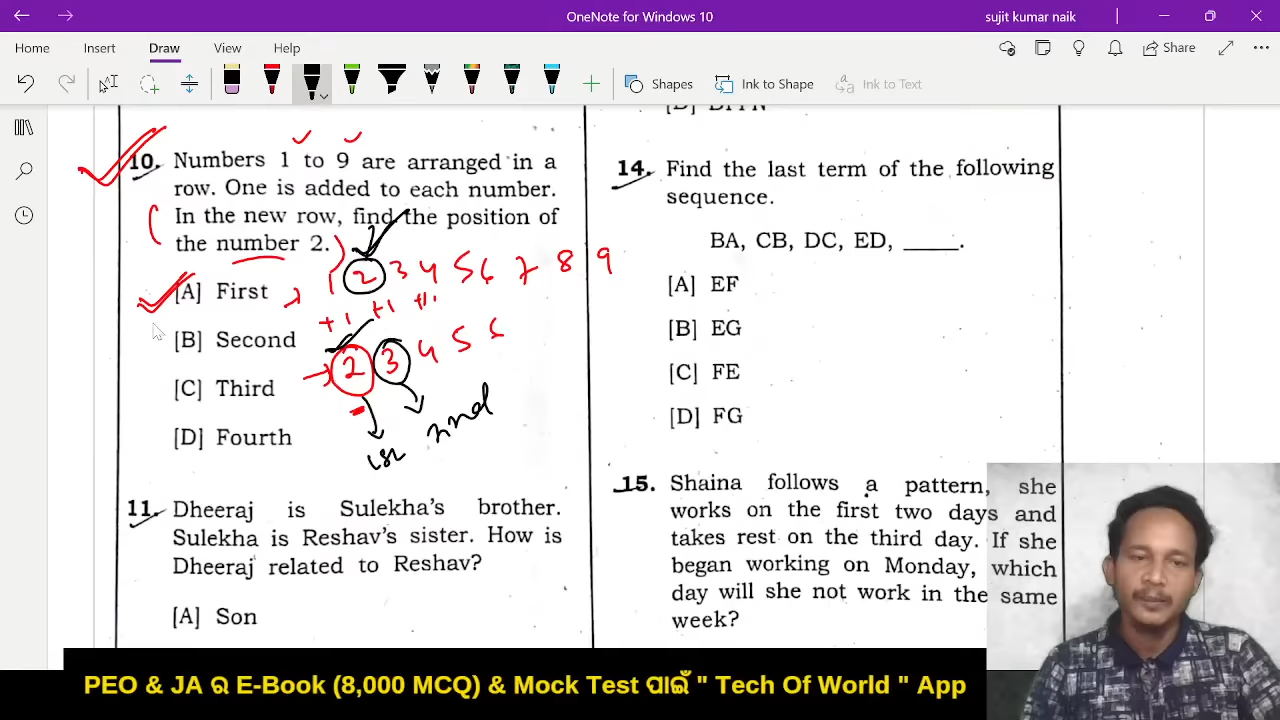 OneNote for Windows 10
sujit kumar naik
Home Insert Draw View Help
Share
Shapes
Ink to Shape
Ink to Text
10. Numbers 1 to 9 are arranged in a
row. One is added to each number.
In the new row, find the position of
the number 2.
1 2 3 4 5 6 7 8 9
[A] First
+1 +1 +1
[B] Second
2 3 4 5 6
[C] Third
[D] Fourth
1st 2nd
11. Dheeraj is Sulekha's brother.
Sulekha is Reshav's sister. How is
Dheeraj related to Reshav?
[A] Son
14. Find the last term of the following
sequence.
BA, CB, DC, ED, _____.
[A] EF
[B] EG
[C] FE
[D] FG
15. Shaina follows a pattern, she
works on the first two days and
takes rest on the third day. If she
began working on Monday, which
day will she not work in the same
week?
PEO & JA ର E-Book (8,000 MCQ) & Mock Test ପାଇଁ " Tech Of World " App